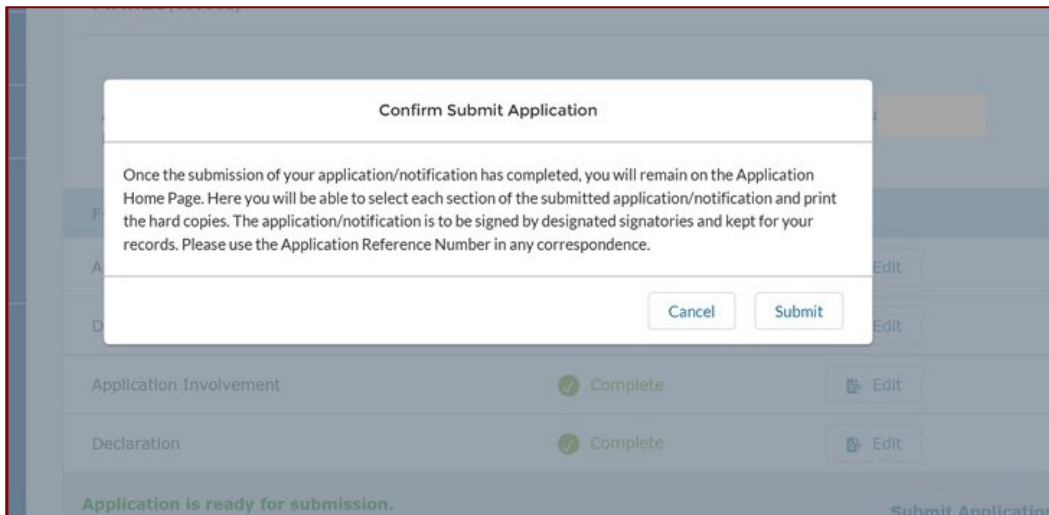 Confirm Submit Application
Once the submission of your application/notification has completed, you will remain on the Application
Home Page. Here you will be able to select each section of the submitted application/notification and print
the hard copies. The application/notification is to be signed by designated signatories and kept for your
records. Please use the Application Reference Number in any correspondence.
Edit
Cancel Submit
Edit
Application Involvement Complete Edit
Declaration Complete Edit
Application is ready for submission.
Submit Application